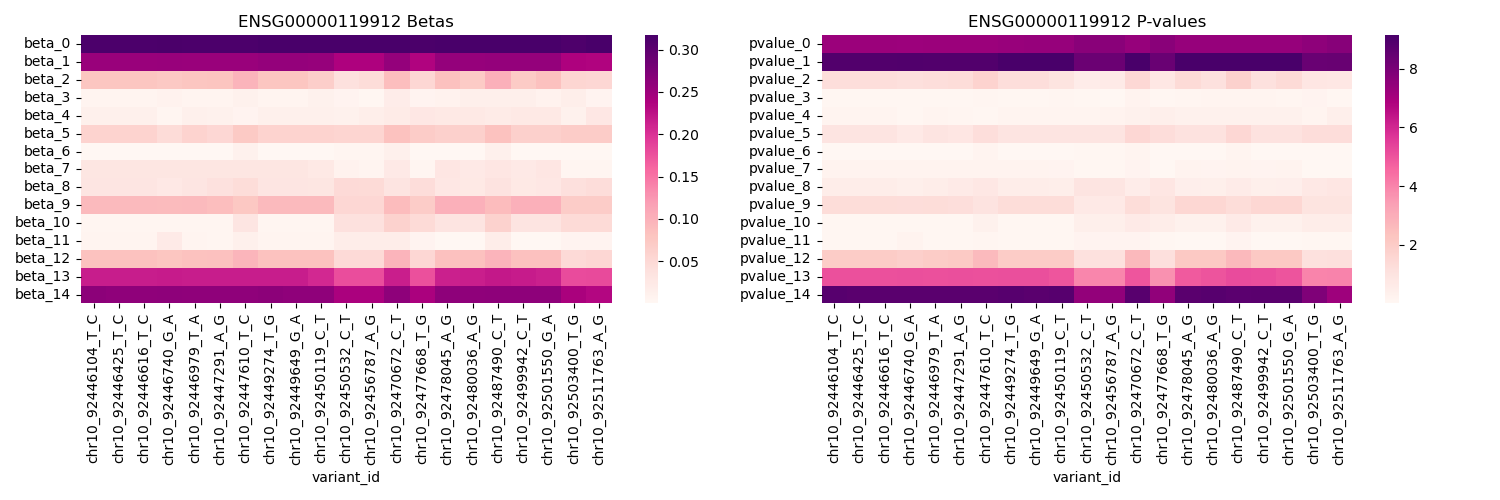 ENSG00000119912 Betas
beta_0
beta_1
beta_2
beta_3
beta_4
beta_5
beta_6
beta_7
beta_8
beta_9
beta_10
beta_11
beta_12
beta_13
beta_14
0.30
0.25
0.20
0.15
0.10
0.05
chr10_92446104_T_C
chr10_92446425_T_C
chr10_92446616_T_C
chr10_92446740_G_A
chr10_92446979_T_A
chr10_92447291_A_G
chr10_92447610_T_C
chr10_92449274_T_G
chr10_92449649_G_A
chr10_92450119_C_T
chr10_92450532_C_T
chr10_92456787_A_G
chr10_92470672_C_T
chr10_92477668_T_G
chr10_92478045_A_G
chr10_92480036_A_G
chr10_92487490_C_T
chr10_92499942_C_T
chr10_92501550_G_A
chr10_92503400_T_G
chr10_92511763_A_G
variant_id
ENSG00000119912 P-values
pvalue_0
pvalue_1
pvalue_2
pvalue_3
pvalue_4
pvalue_5
pvalue_6
pvalue_7
pvalue_8
pvalue_9
pvalue_10
pvalue_11
pvalue_12
pvalue_13
pvalue_14
8
6
4
2
chr10_92446104_T_C
chr10_92446425_T_C
chr10_92446616_T_C
chr10_92446740_G_A
chr10_92446979_T_A
chr10_92447291_A_G
chr10_92447610_T_C
chr10_92449274_T_G
chr10_92449649_G_A
chr10_92450119_C_T
chr10_92450532_C_T
chr10_92456787_A_G
chr10_92470672_C_T
chr10_92477668_T_G
chr10_92478045_A_G
chr10_92480036_A_G
chr10_92487490_C_T
chr10_92499942_C_T
chr10_92501550_G_A
chr10_92503400_T_G
chr10_92511763_A_G
variant_id